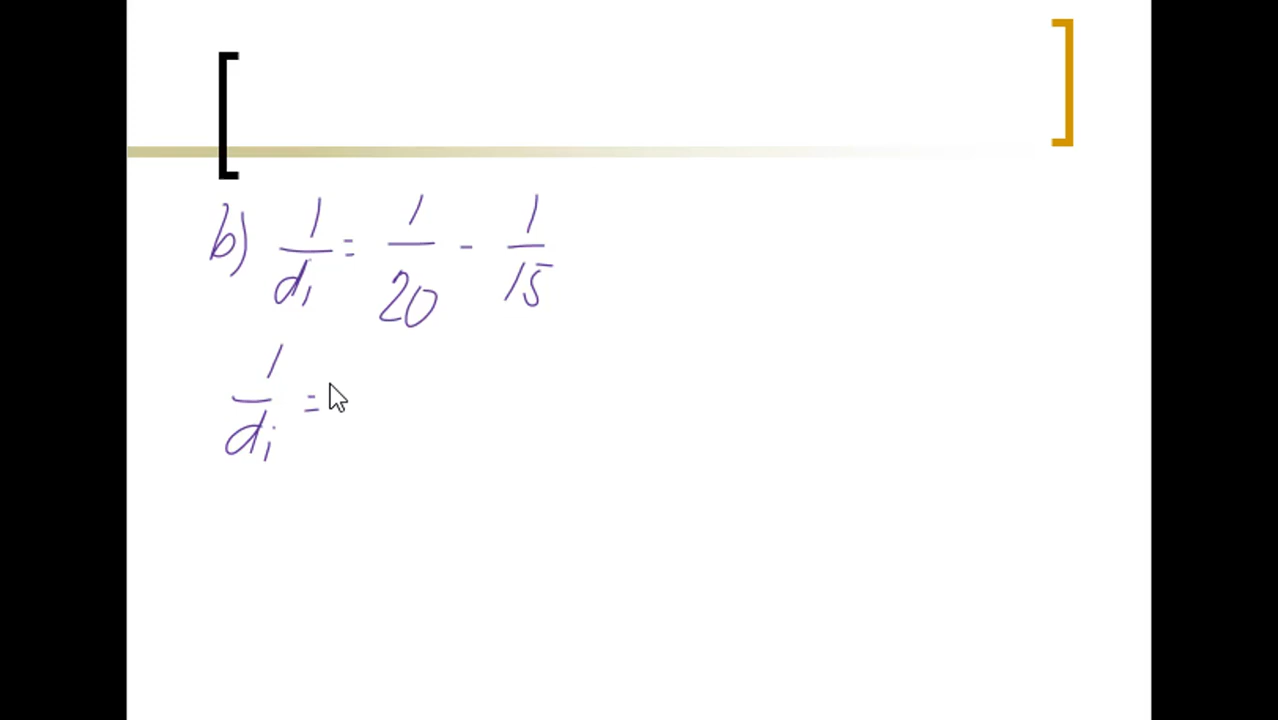 b) 1/di = 1/20 - 1/15
1/di =